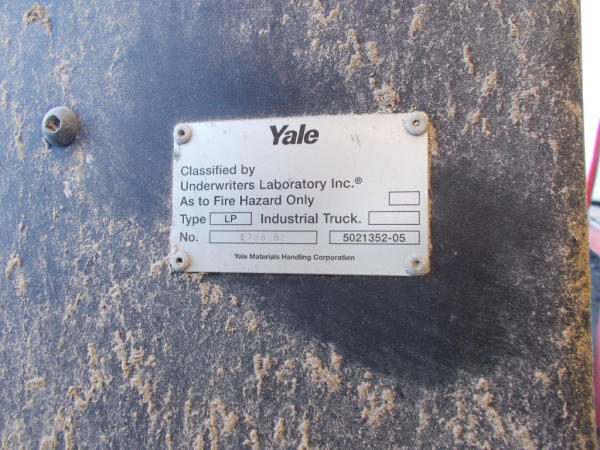 Yale
Classified by
Underwriters Laboratory Inc.®
As to Fire Hazard Only
Type LP Industrial Truck.
No. 5021352-05
Yale Materials Handling Corporation